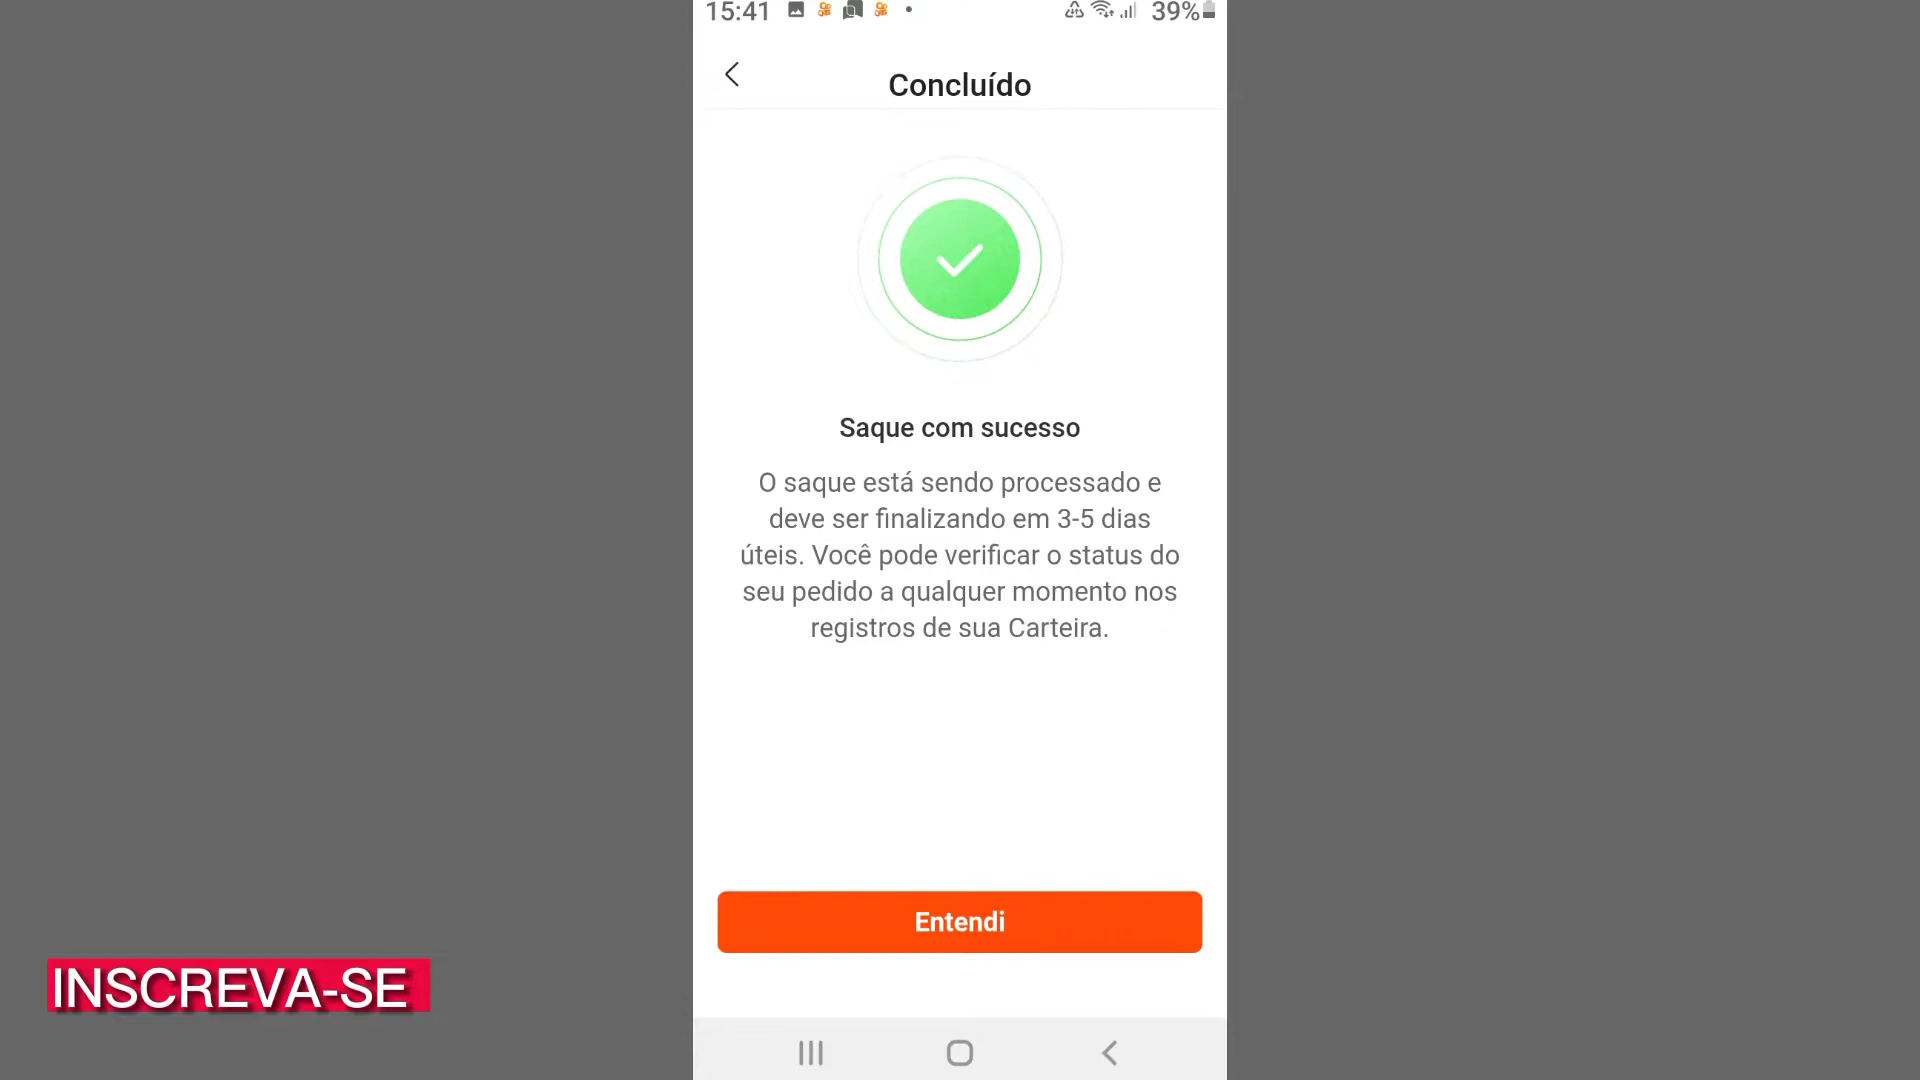 15:41
39%
Concluído
Saque com sucesso
O saque está sendo processado e
deve ser finalizando em 3-5 dias
úteis. Você pode verificar o status do
seu pedido a qualquer momento nos
registros de sua Carteira.
Entendi
INSCREVA-SE